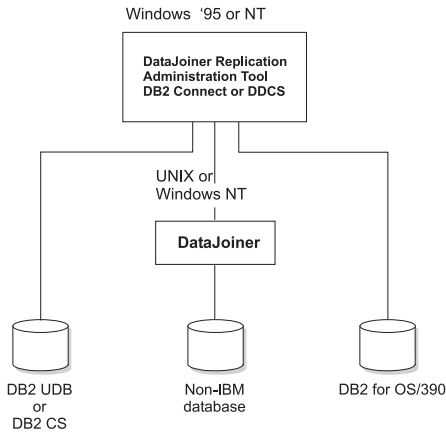 Windows '95 or NT
DataJoiner Replication
Administration Tool
DB2 Connect or DDCS
UNIX or
Windows NT
DataJoiner
DB2 UDB
or
DB2 CS
Non-IBM
database
DB2 for OS/390